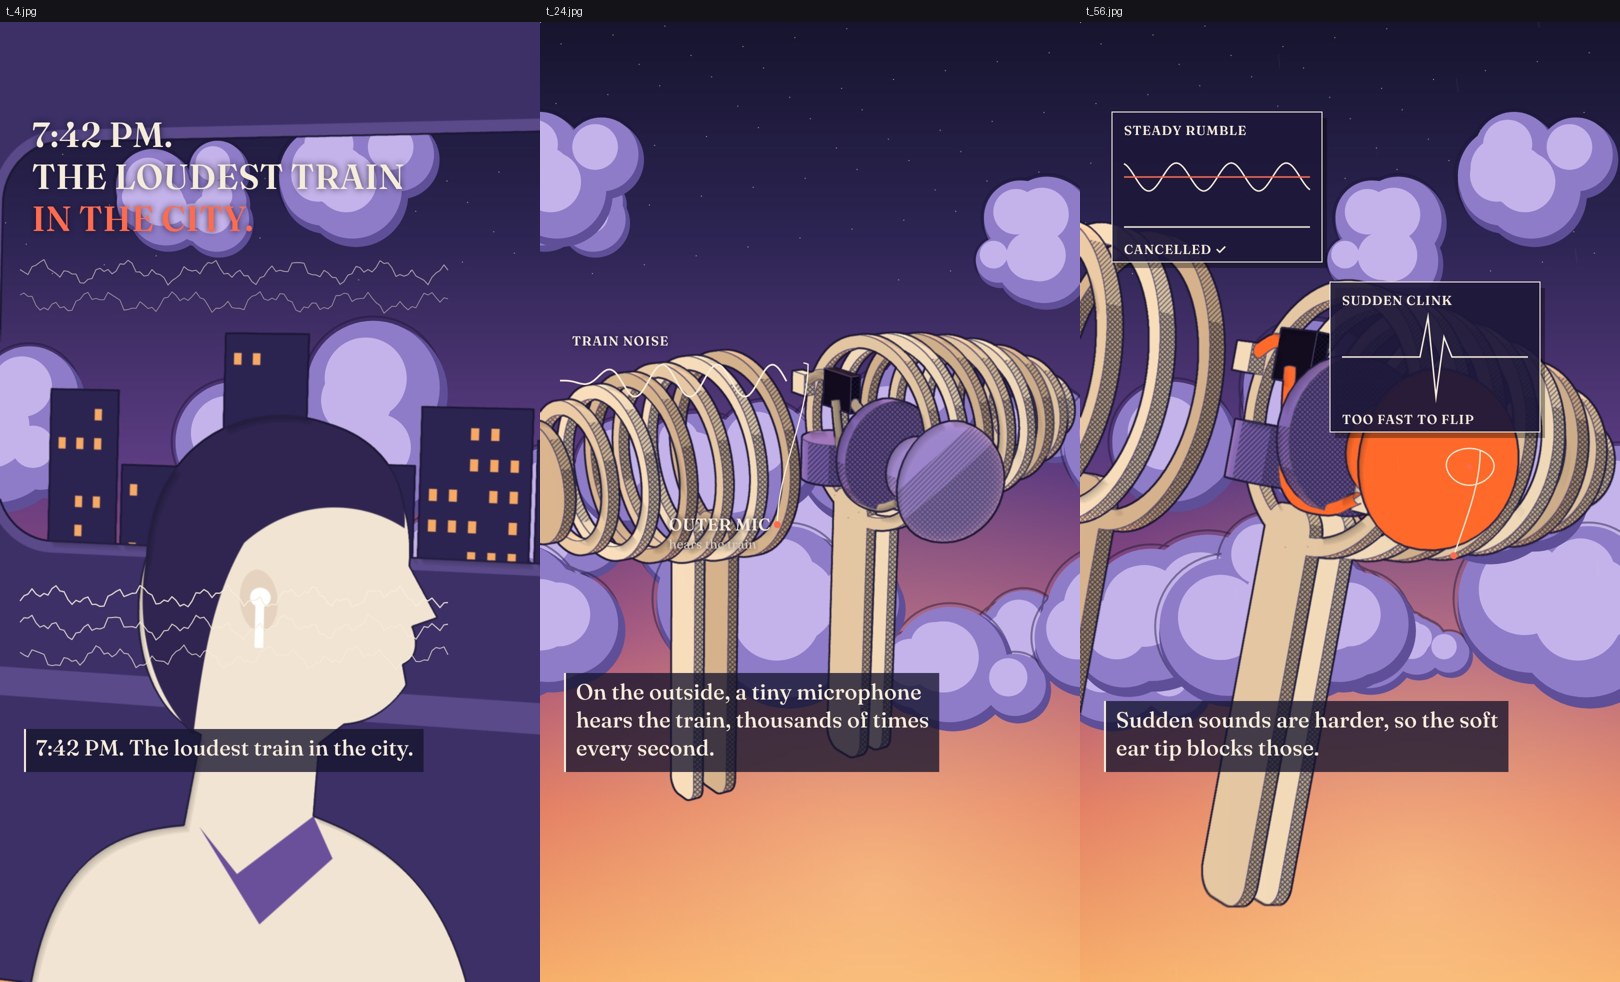 t_4.jpg
7:42 PM.
THE LOUDEST TRAIN
IN THE CITY.
7:42 PM. The loudest train in the city.
t_24.jpg
TRAIN NOISE
OUTER MIC
hears the train
On the outside, a tiny microphone
hears the train, thousands of times
every second.
t_56.jpg
STEADY RUMBLE
CANCELLED ✓
SUDDEN CLINK
TOO FAST TO FLIP
Sudden sounds are harder, so the soft
ear tip blocks those.